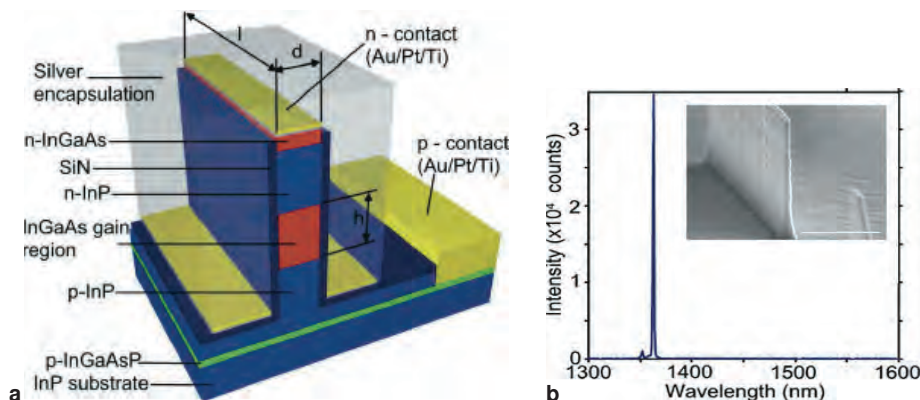 l
d
n - contact
(Au/Pt/Ti)
Silver
encapsulation
n-InGaAs
SiN
n-InP
InGaAs gain
region
p-InP
p-InGaAsP
InP substrate
p - contact
(Au/Pt/Ti)
h
a
Intensity (x10⁴ counts)
3
2
1
0
1300
1400
1500
1600
Wavelength (nm)
b